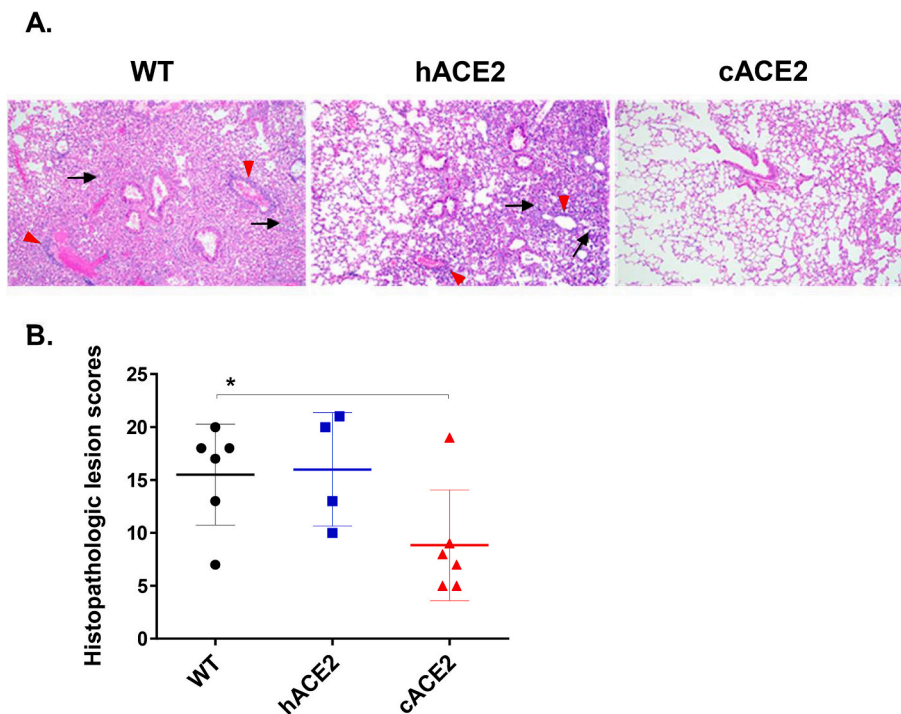 A.
WT hACE2 cACE2
B.
Histopathologic lesion scores
25
20
15
10
5
0
*
WT hACE2 cACE2